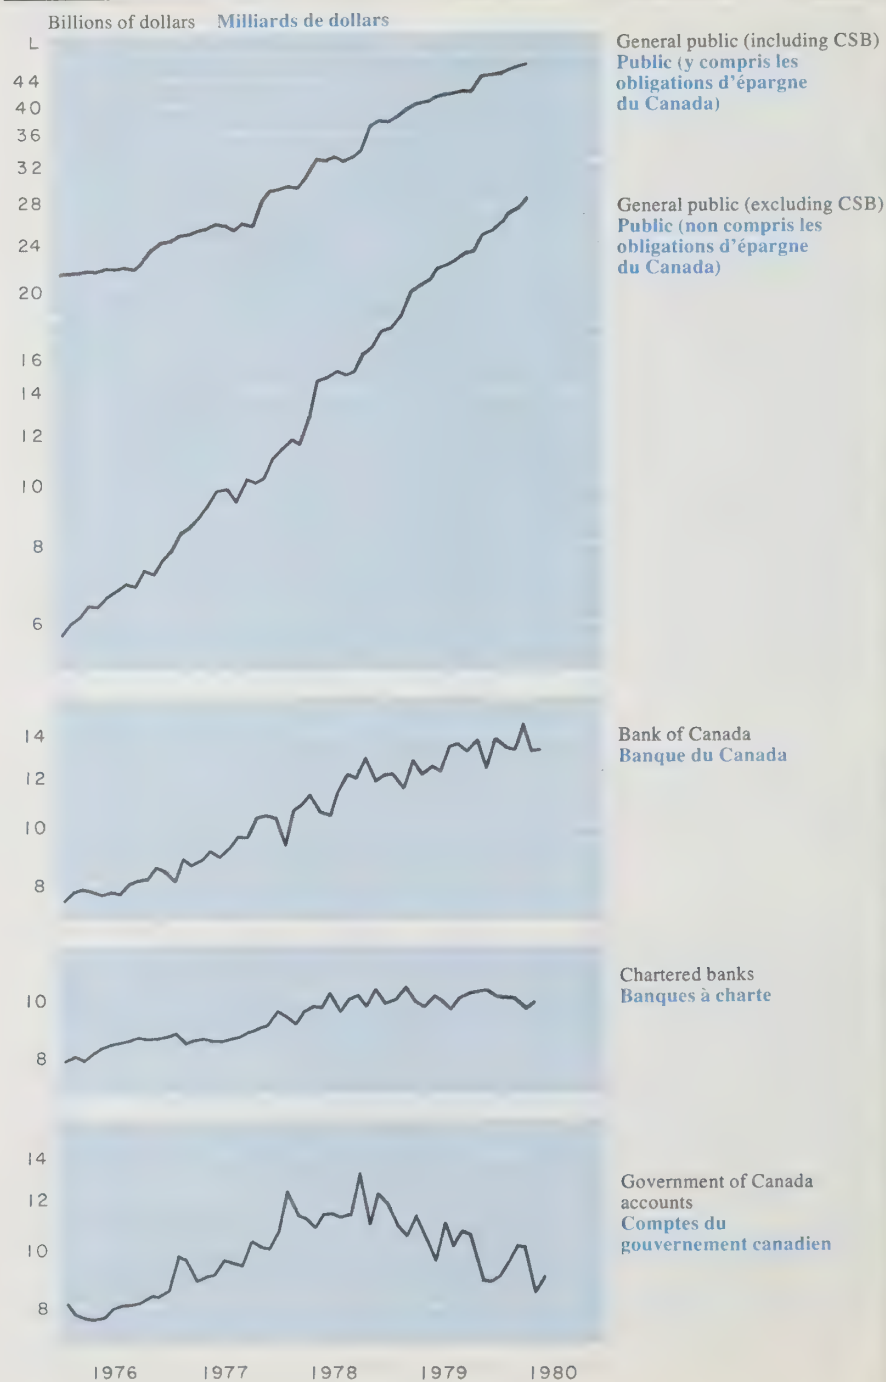 Billions of dollars Milliards de dollars
L
44
40
36
32
28
24
20
16
14
12
10
8
6
General public (including CSB)
Public (y compris les
obligations d'épargne
du Canada)
General public (excluding CSB)
Public (non compris les
obligations d'épargne
du Canada)
14
12
10
8
Bank of Canada
Banque du Canada
10
8
Chartered banks
Banques à charte
14
12
10
8
Government of Canada
accounts
Comptes du
gouvernement canadien
1976 1977 1978 1979 1980